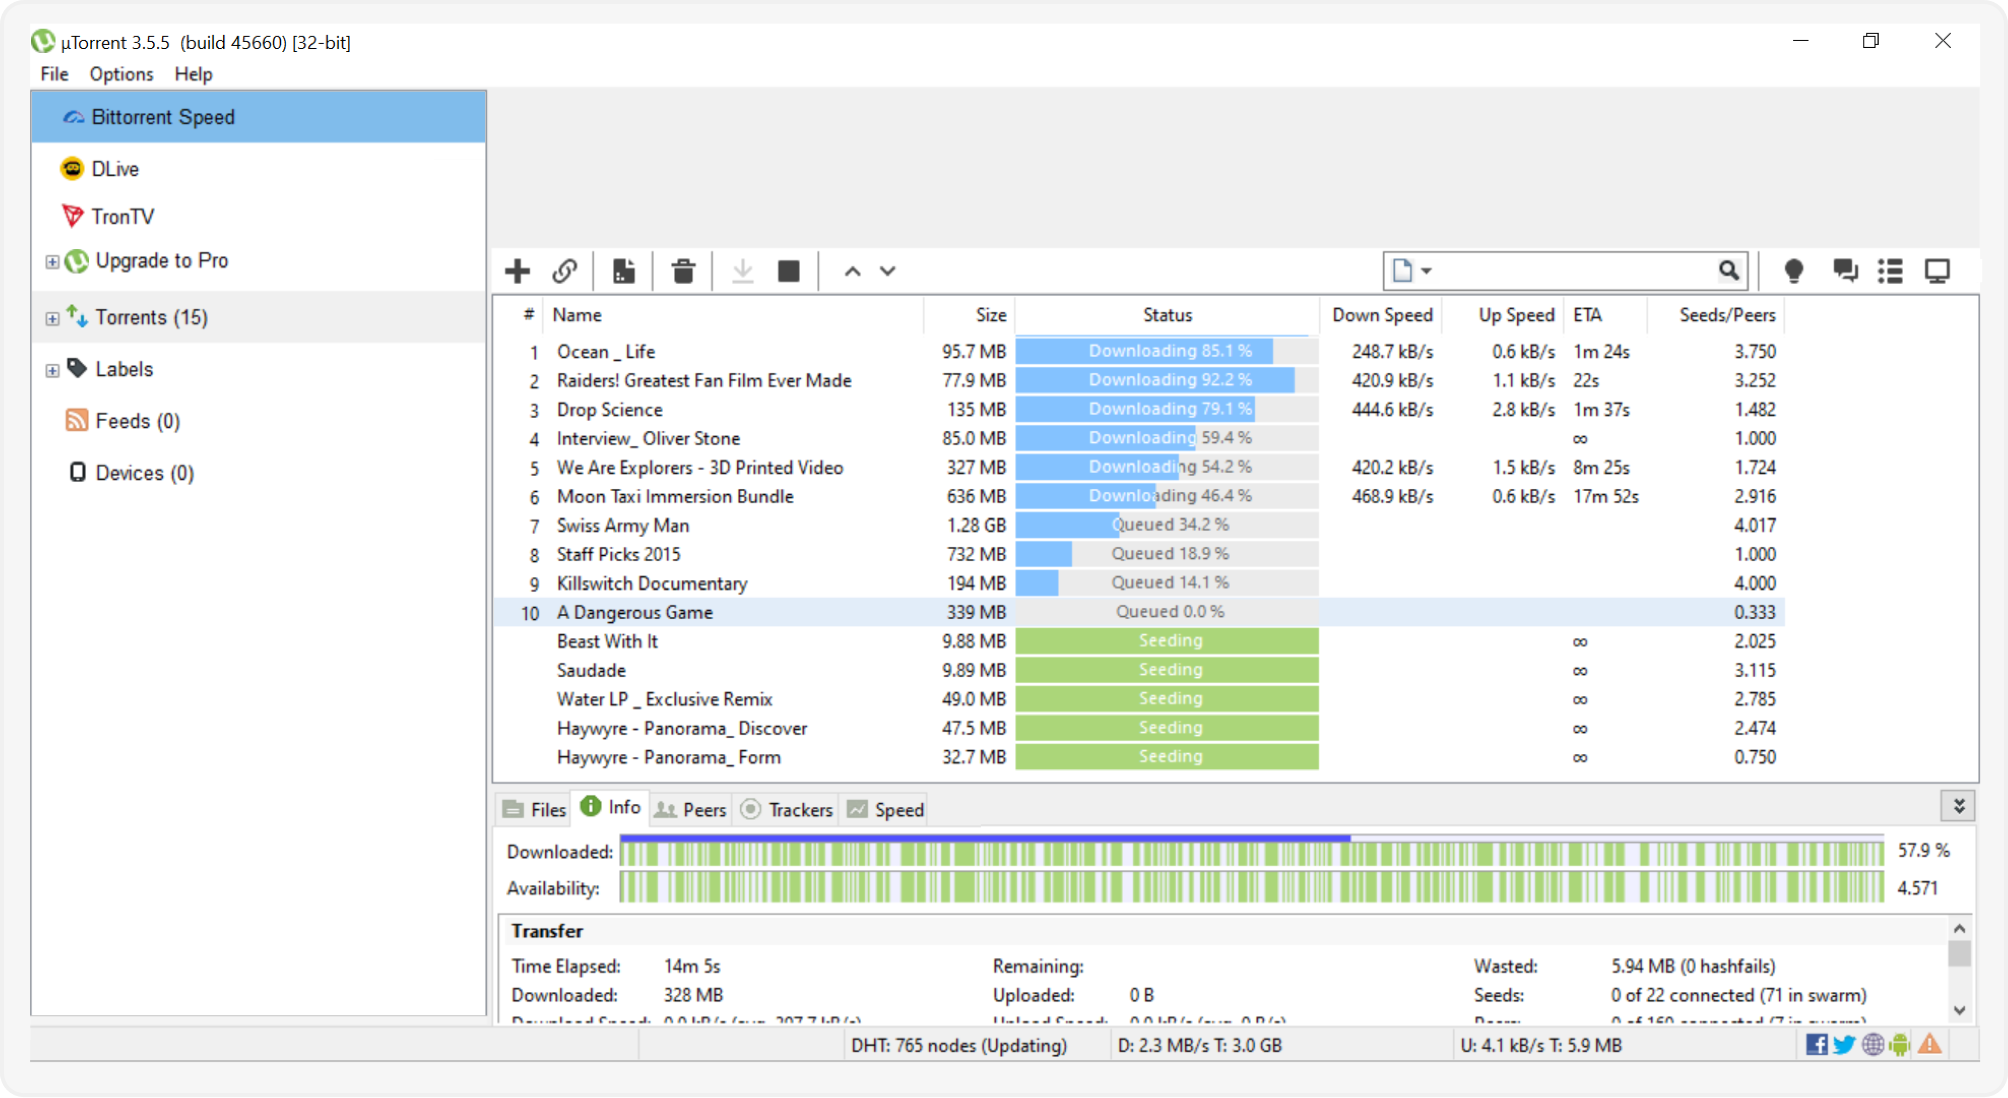 µTorrent 3.5.5 (build 45660) [32-bit]
File Options Help
Bittorrent Speed
DLive
TronTV
Upgrade to Pro
Torrents (15)
Labels
Feeds (0)
Devices (0)
# Name Size Status Down Speed Up Speed ETA Seeds/Peers
1 Ocean _ Life 95.7 MB Downloading 85.1 % 248.7 kB/s 0.6 kB/s 1m 24s 3.750
2 Raiders! Greatest Fan Film Ever Made 77.9 MB Downloading 92.2 % 420.9 kB/s 1.1 kB/s 22s 3.252
3 Drop Science 135 MB Downloading 79.1 % 444.6 kB/s 2.8 kB/s 1m 37s 1.482
4 Interview_ Oliver Stone 85.0 MB Downloading 59.4 % ∞ 1.000
5 We Are Explorers - 3D Printed Video 327 MB Downloading 54.2 % 420.2 kB/s 1.5 kB/s 8m 25s 1.724
6 Moon Taxi Immersion Bundle 636 MB Downloading 46.4 % 468.9 kB/s 0.6 kB/s 17m 52s 2.916
7 Swiss Army Man 1.28 GB Queued 34.2 % 4.017
8 Staff Picks 2015 732 MB Queued 18.9 % 1.000
9 Killswitch Documentary 194 MB Queued 14.1 % 4.000
10 A Dangerous Game 339 MB Queued 0.0 % 0.333
Beast With It 9.88 MB Seeding ∞ 2.025
Saudade 9.89 MB Seeding ∞ 3.115
Water LP _ Exclusive Remix 49.0 MB Seeding ∞ 2.785
Haywyre - Panorama_ Discover 47.5 MB Seeding ∞ 2.474
Haywyre - Panorama_ Form 32.7 MB Seeding ∞ 0.750
Files Info Peers Trackers Speed
Downloaded: 57.9 %
Availability: 4.571
Transfer
Time Elapsed: 14m 5s Remaining: Wasted: 5.94 MB (0 hashfails)
Downloaded: 328 MB Uploaded: 0 B Seeds: 0 of 22 connected (71 in swarm)
DHT: 765 nodes (Updating) D: 2.3 MB/s T: 3.0 GB U: 4.1 kB/s T: 5.9 MB